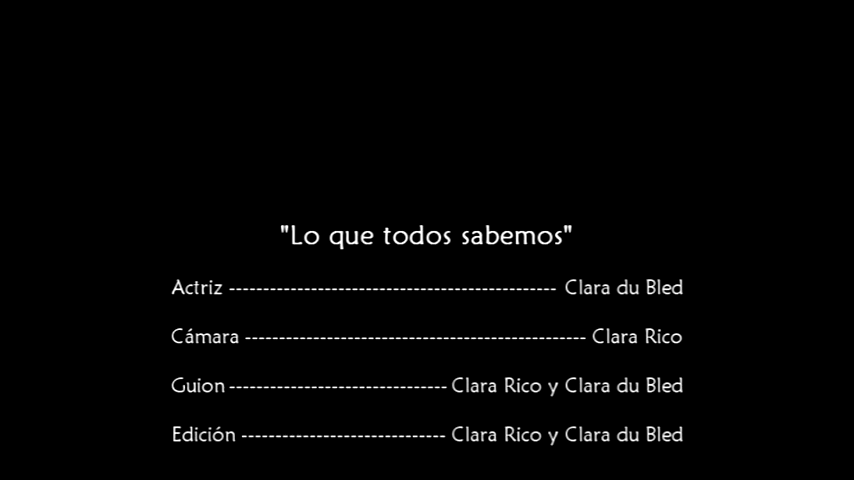 "Lo que todos sabemos"
Actriz ------------------------------------------------ Clara du Bled
Cámara -------------------------------------------------- Clara Rico
Guion -------------------------------- Clara Rico y Clara du Bled
Edición ------------------------------ Clara Rico y Clara du Bled